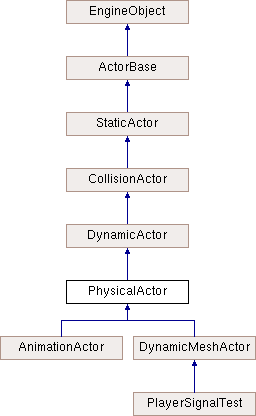 EngineObject
ActorBase
StaticActor
CollisionActor
DynamicActor
PhysicalActor
AnimationActor
DynamicMeshActor
PlayerSignalTest